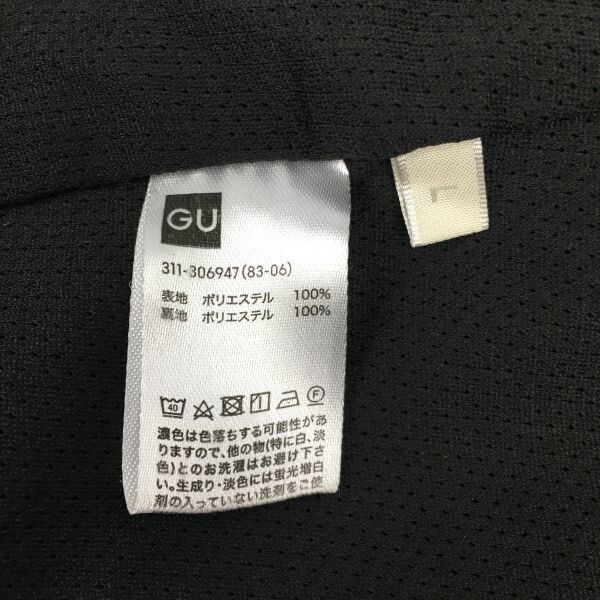 GU
L
311-306947(83-06)
表地 ポリエステル 100%
裏地 ポリエステル 100%
40 F
濃色は色落ちする可能性があ
りますので、他の物(特に白、淡
色)とのお洗濯はお避け下さ
い。生成り・淡色には蛍光増白
剤の入っていない洗剤をご使